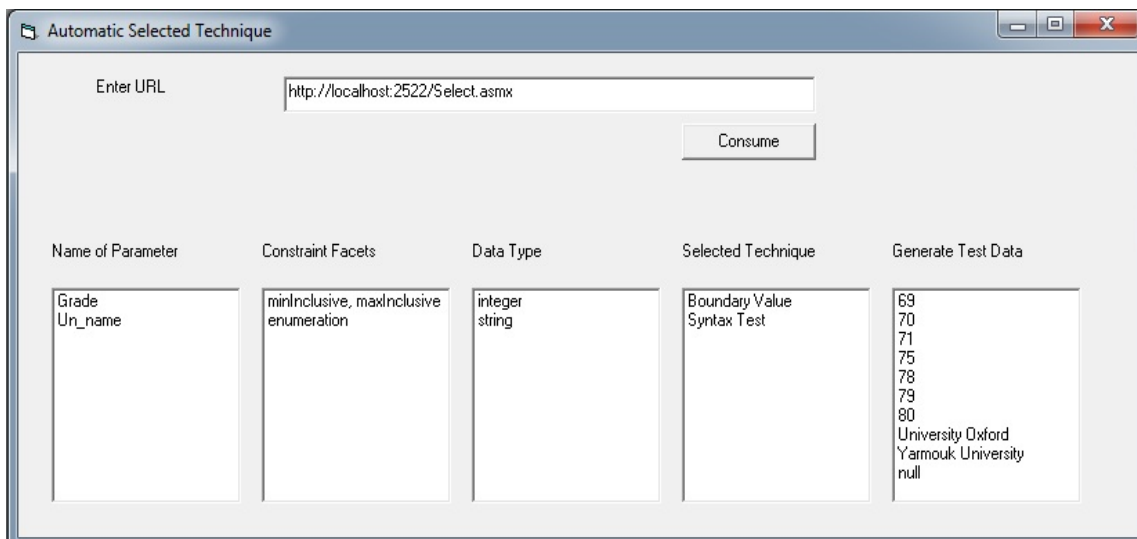 Automatic Selected Technique
Enter URL
http://localhost:2522/Select.asmx
Consume
Name of Parameter
Constraint Facets
Data Type
Selected Technique
Generate Test Data
Grade
Un_name
minInclusive, maxInclusive
enumeration
integer
string
Boundary Value
Syntax Test
69
70
71
75
78
79
80
University Oxford
Yarmouk University
null